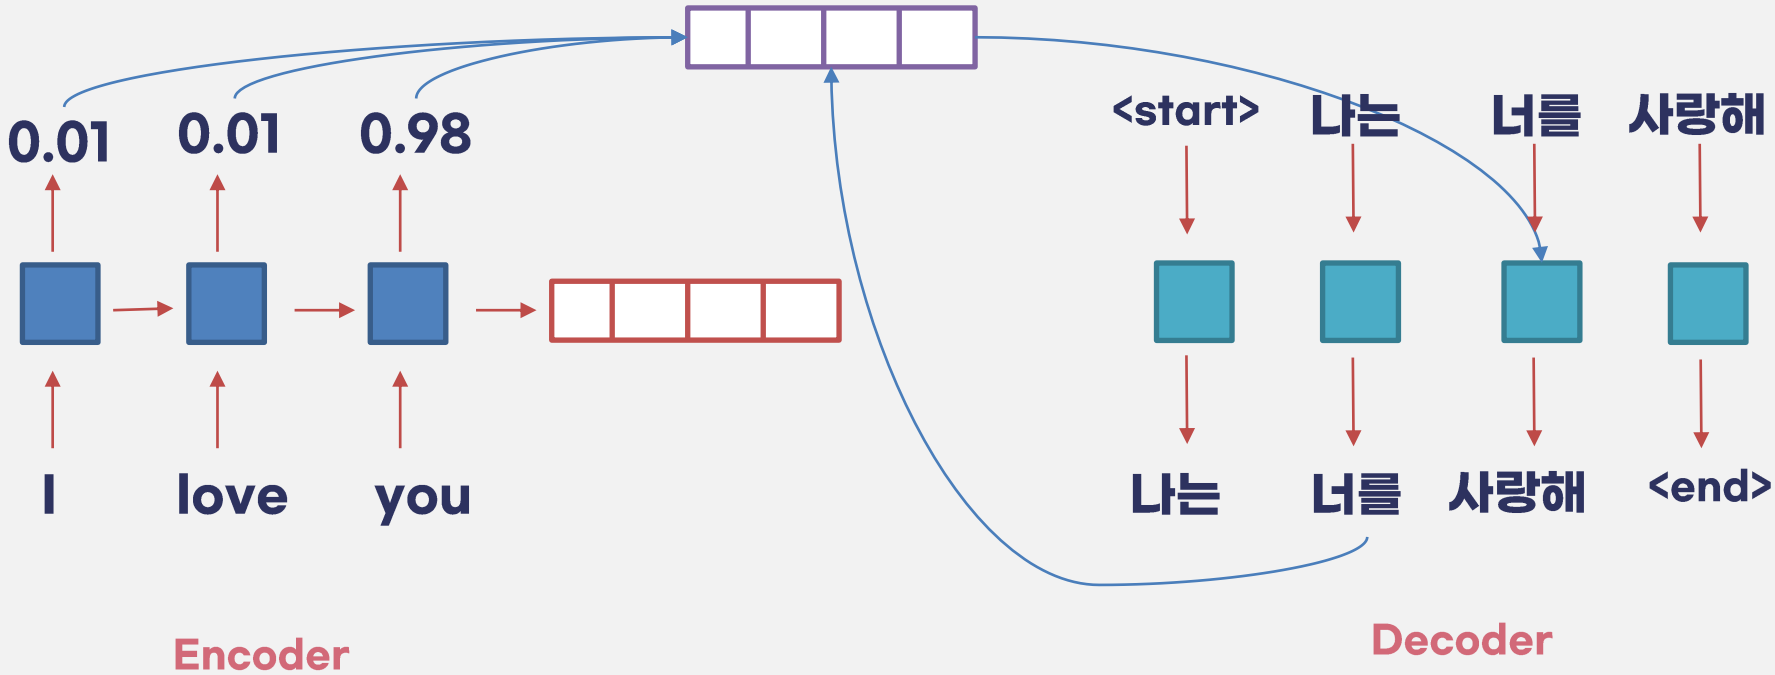 0.01 0.01 0.98
<start> 나는 너를 사랑해
I love you
나는 너를 사랑해 <end>
Encoder
Decoder